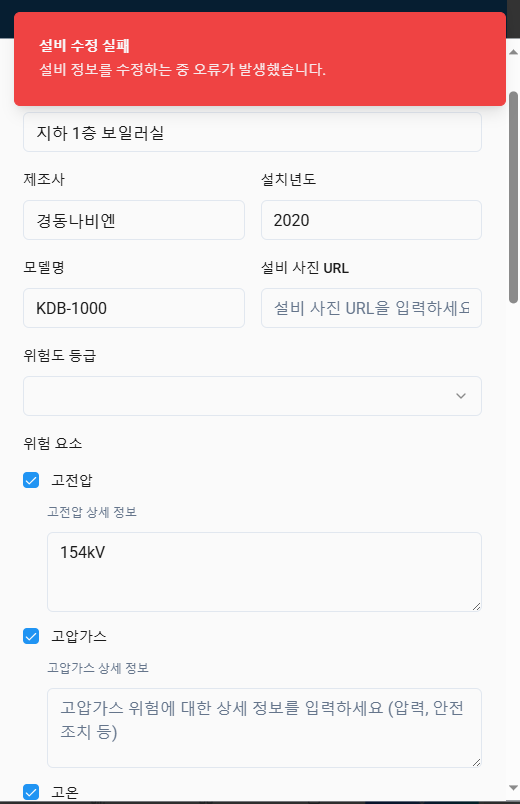 설비 수정 실패
설비 정보를 수정하는 중 오류가 발생했습니다.
지하 1층 보일러실
제조사
설치년도
경동나비엔
2020
모델명
설비 사진 URL
KDB-1000
설비 사진 URL을 입력하세요
위험도 등급
위험 요소
고전압
고전압 상세 정보
154kV
고압가스
고압가스 상세 정보
고압가스 위험에 대한 상세 정보를 입력하세요 (압력, 안전
조치 등)
고온